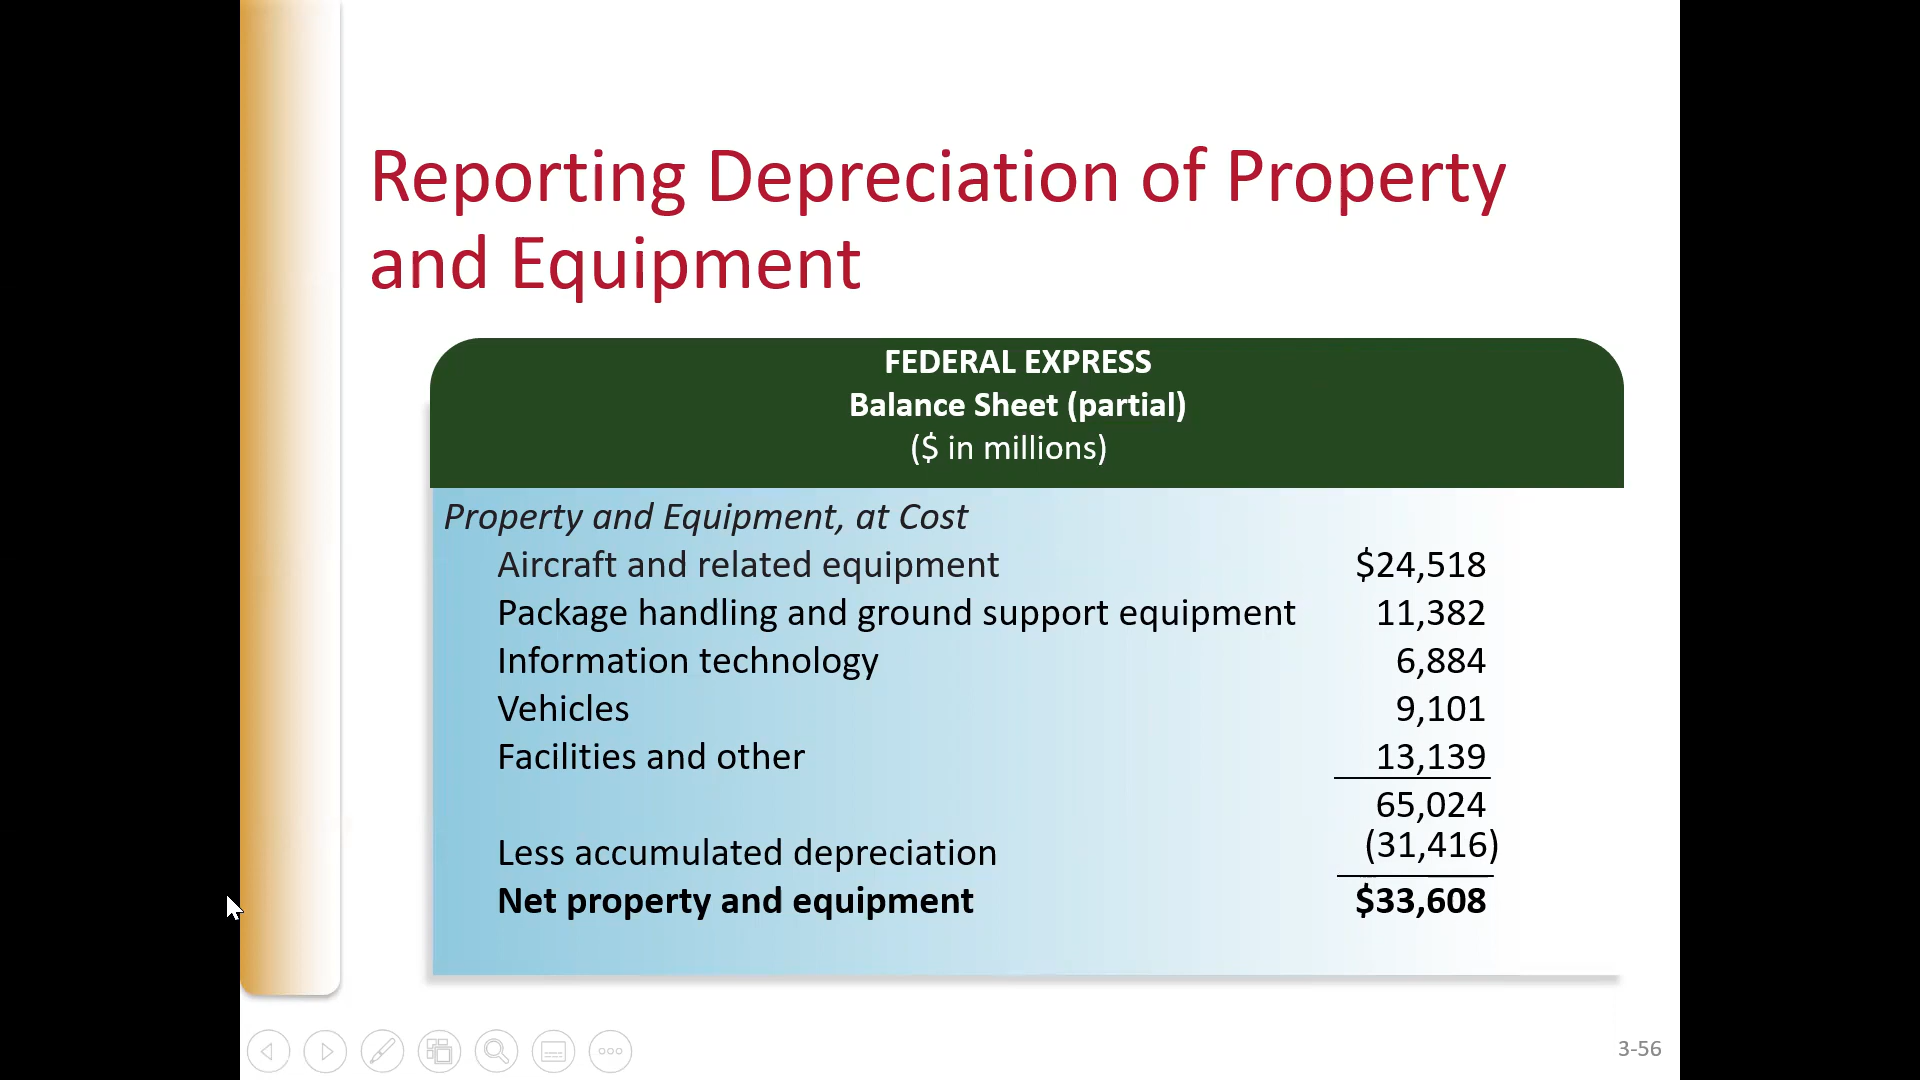 Reporting Depreciation of Property
and Equipment
FEDERAL EXPRESS
Balance Sheet (partial)
($ in millions)
Property and Equipment, at Cost
Aircraft and related equipment $24,518
Package handling and ground support equipment 11,382
Information technology 6,884
Vehicles 9,101
Facilities and other 13,139
65,024
Less accumulated depreciation (31,416)
Net property and equipment $33,608
3-56